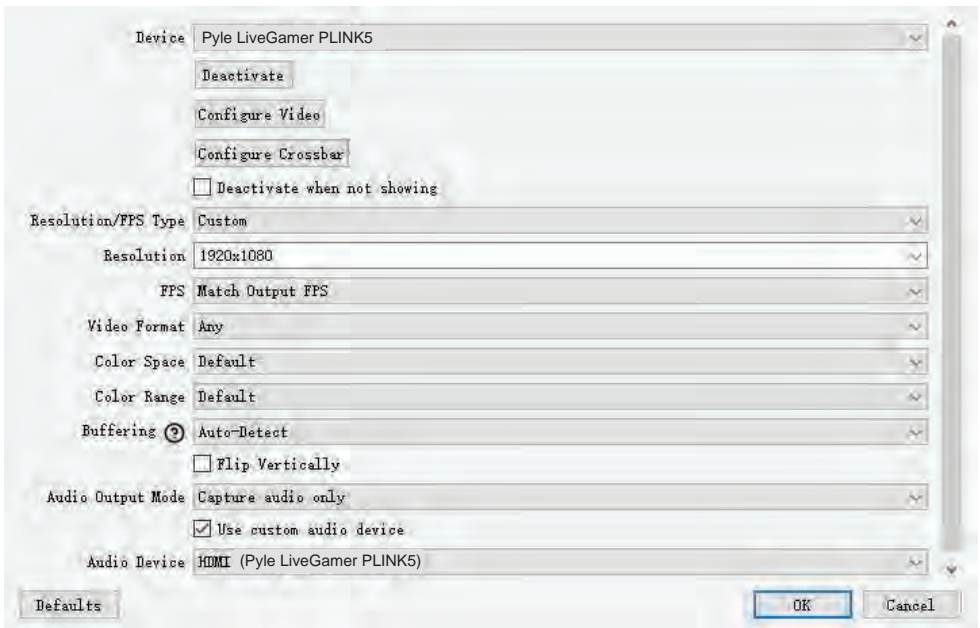 Device Pyle LiveGamer PLINK5
Deactivate
Configure Video
Configure Crossbar
Deactivate when not showing
Resolution/FPS Type Custom
Resolution 1920x1080
FPS Match Output FPS
Video Format Any
Color Space Default
Color Range Default
Buffering ? Auto-Detect
Flip Vertically
Audio Output Mode Capture audio only
Use custom audio device
Audio Device HDMI (Pyle LiveGamer PLINK5)
Defaults OK Cancel